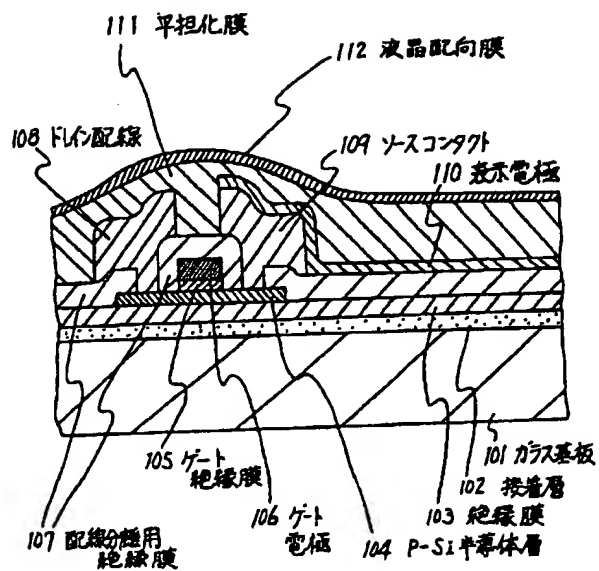 111 平担化膜
112 液晶配向膜
108 ドレイン配線
109 ソースコンタクト
110 表示電極
101 ガラス基板
105 ゲート
絶縁膜
102 接着層
106 ゲート
電極
103 絶縁膜
107 配線分離用
絶縁膜
104 P-Si半導体層